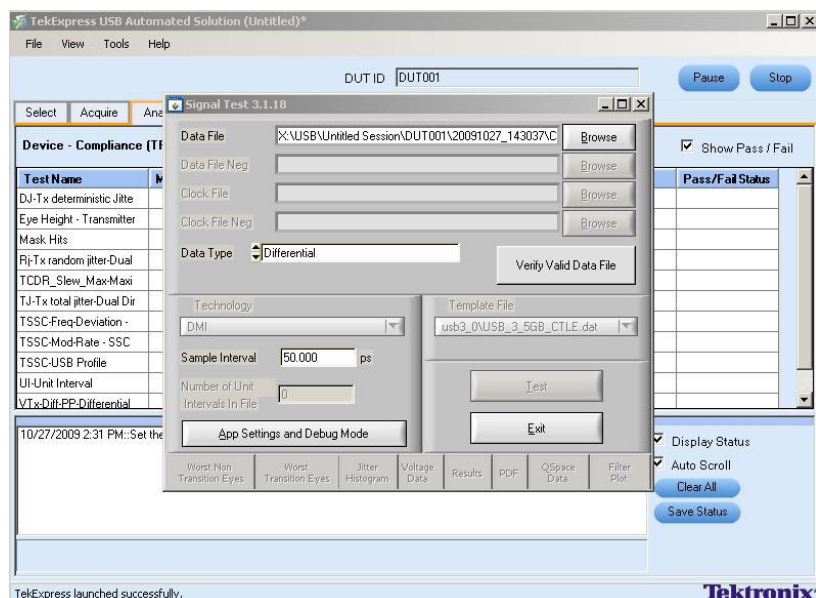 TekExpress USB Automated Solution (Untitled)*
File View Tools Help
DUT ID DUT001
Pause Stop
Select Acquire Ana
Signal Test 3.1.18
Device - Compliance (TF
Show Pass / Fail
Test Name M Pass/Fail Status
DJ-Tx deterministic Jitte
Eye Height - Transmitter
Mask Hits
Rj-Tx random jitter-Dual
TCDR_Slew_Max-Maxi
TJ-Tx total jitter-Dual Dir
TSSC-Freq-Deviation -
TSSC-Mod-Rate - SSC
TSSC-USB Profile
UI-Unit Interval
VTx-Diff-PP-Differential
Data File X:\USB\Untitled Session\DUT001\20091027_143037\C Browse
Data File Neg Browse
Clock File Browse
Clock File Neg Browse
Data Type Differential
Verify Valid Data File
Technology
DMI
Template File
usb3_0\USB_3_5GB_CTLE.dat
Sample Interval 50.000 ps
Number of Unit
Intervals In File
0
Test
App Settings and Debug Mode
Exit
Worst Non
Transition Eyes
Worst
Transition Eyes
Jitter
Histogram
Voltage
Data
Results
PDF
QSpace
Data
Filter
Plot
10/27/2009 2:31 PM::Set the
Display Status
Auto Scroll
Clear All
Save Status
TekExpress launched successfully.
Tektronix